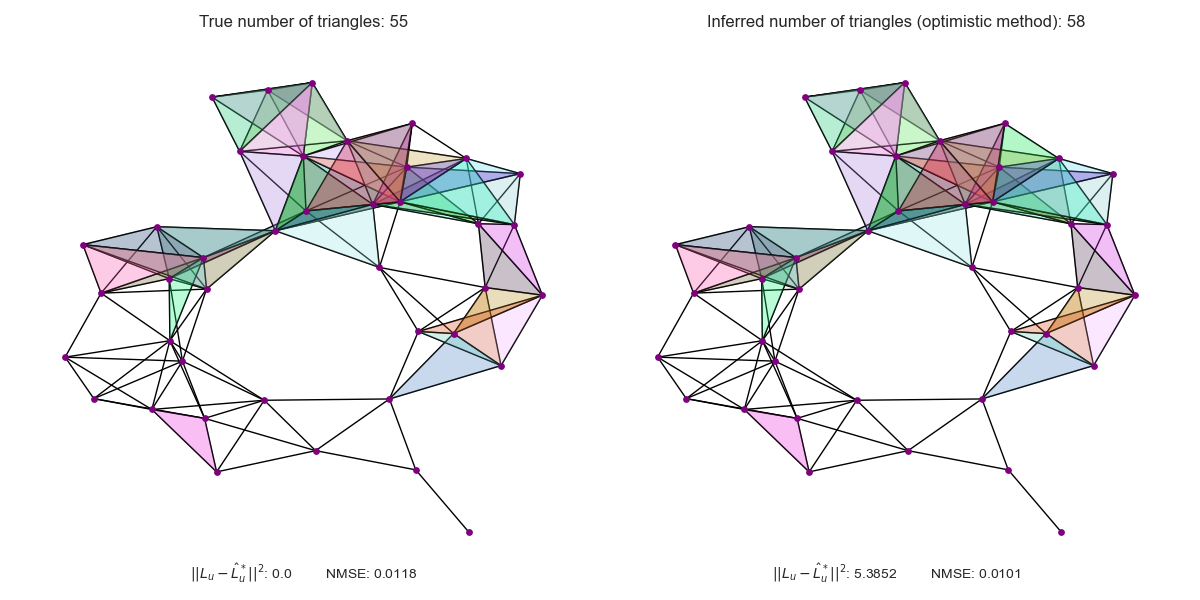 True number of triangles: 55
Inferred number of triangles (optimistic method): 58
$||L_u - \hat{L}_u^*||^2$: 0.0 NMSE: 0.0118
$||L_u - \hat{L}_u^*||^2$: 5.3852 NMSE: 0.0101